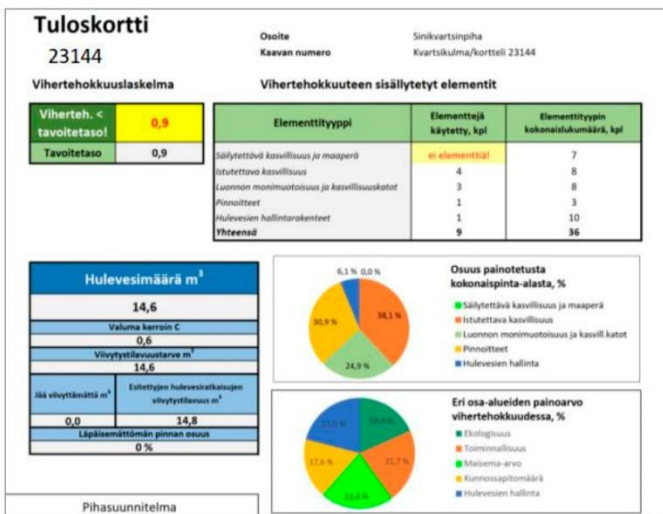 Tuloskortti
23144
Osoite Sinikvartsinpiha
Kaavan numero Kvartsikulma/kortteli 23144
Vihertehokkuuslaskelma
Viherteh. < tavoitetaso! 0,9
Tavoitetaso 0,9
Vihertehokkuuteen sisällytetyt elementit
Elementtityyppi Elementtejä käytetty, kpl Elementtityypin kokonaislukumäärä, kpl
Säilytettävä kasvillisuus ja maaperä ei elementtiä! 7
Istutettava kasvillisuus 4 8
Luonnon monimuotoisuus ja kasvillisuuskatot 3 8
Pinnoitteet 1 3
Hulevesien hallintarakenteet 1 10
Yhteensä 9 36
Hulevesimäärä m³
14,6
Valuma kerroin C
0,6
Viivytystilavuustarve m³
14,6
Jää viivyttämättä m³ Esitettyjen hulevesiratkaisujen viivytystilavuus m³
0,0 14,8
Läpäisemättömän pinnan osuus
0 %
Pihasuunnitelma
Osuus painotetusta kokonaispinta-alasta, %
6,1 % 0,0 %
38,1 %
24,9 %
30,9 %
Säilytettävä kasvillisuus ja maaperä
Istutettava kasvillisuus
Luonnon monimuotoisuus ja kasvill.katot
Pinnoitteet
Hulevesien hallinta
Eri osa-alueiden painoarvo vihertehokkuudessa, %
21,7 %
17,6 %
Ekologisuus
Toiminnallisuus
Maisema-arvo
Kunnossapitomäärä
Hulevesien hallinta